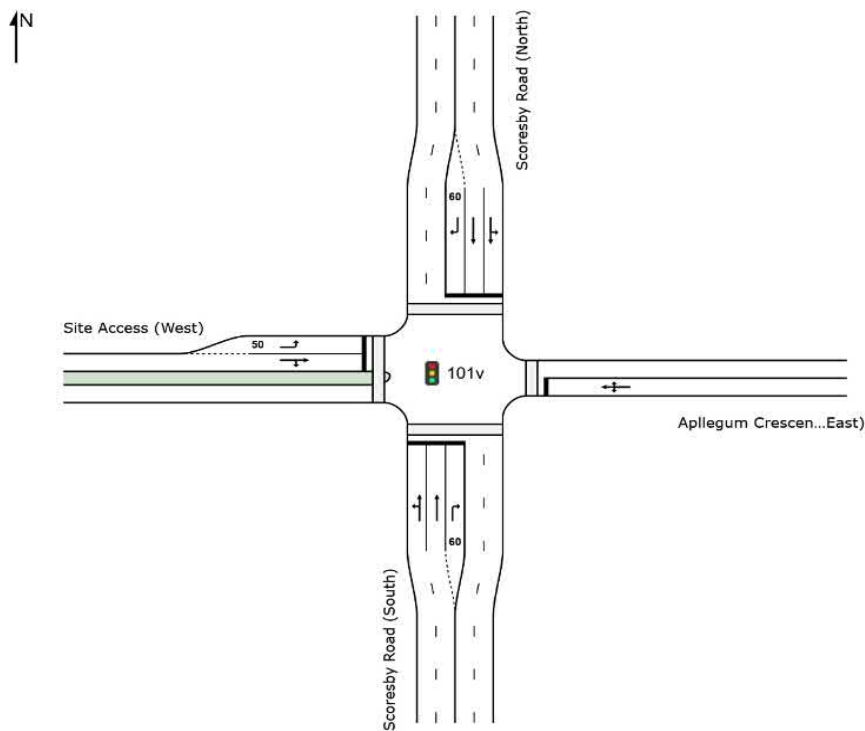 N
Scoresby Road (North)
60
Site Access (West)
50
101v
Apllegum Crescen...East)
60
Scoresby Road (South)